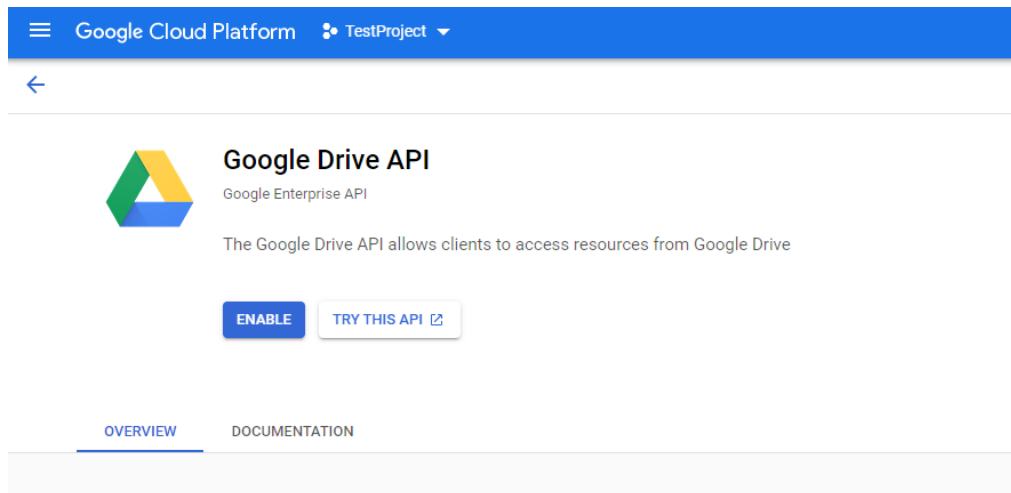 Google Cloud Platform TestProject
Google Drive API
Google Enterprise API
The Google Drive API allows clients to access resources from Google Drive
ENABLE TRY THIS API
OVERVIEW DOCUMENTATION